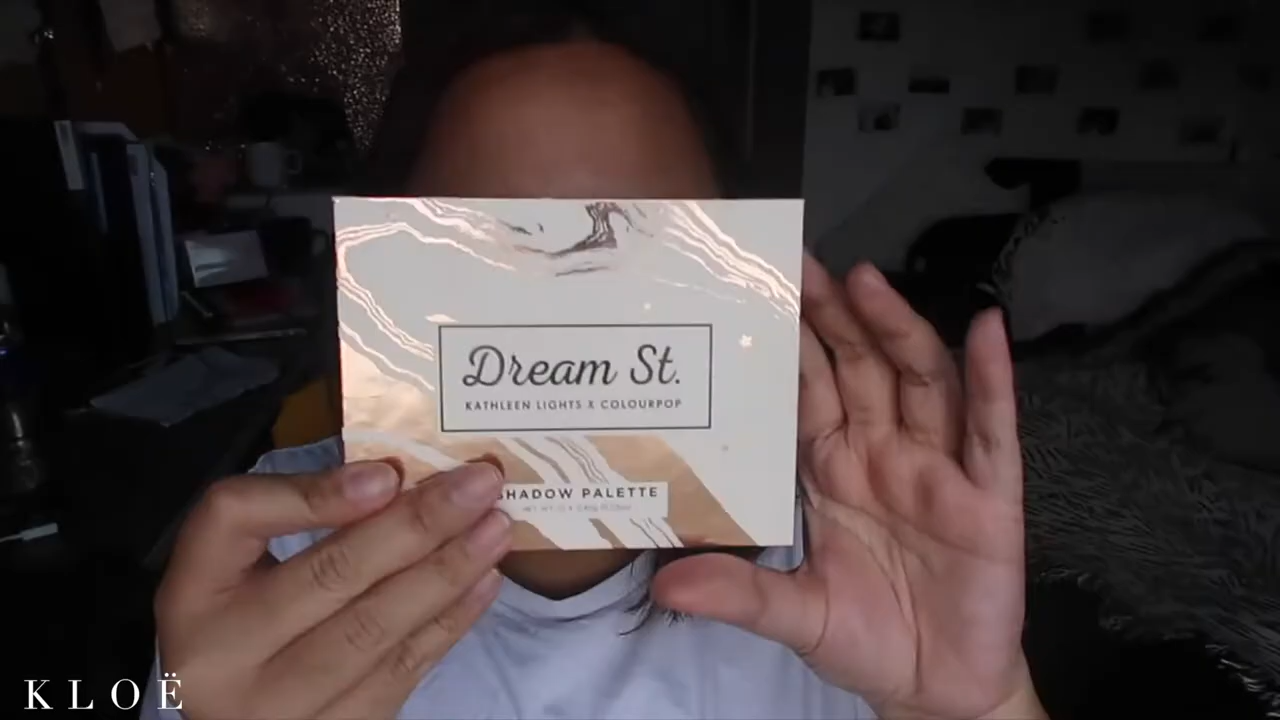 Dream St.
KATHLEEN LIGHTS X COLOURPOP
SHADOW PALETTE
KLOË